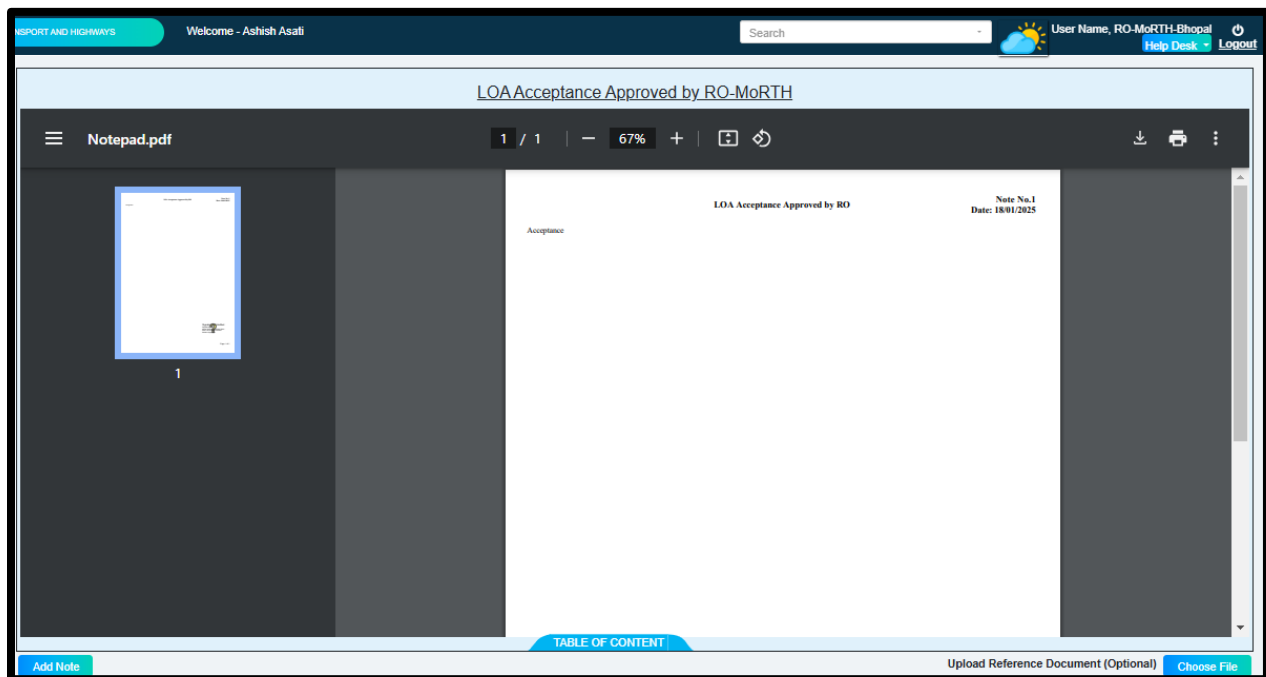 NSPORT AND HIGHWAYS
Welcome - Ashish Asati
Search
User Name, RO-MoRTH-Bhopal
Help Desk
Logout
LOA Acceptance Approved by RO-MoRTH
Notepad.pdf
1 / 1
67%
LOA Acceptance Approved by RO
Note No.1
Date: 18/01/2025
Acceptance
1
TABLE OF CONTENT
Add Note
Upload Reference Document (Optional)
Choose File